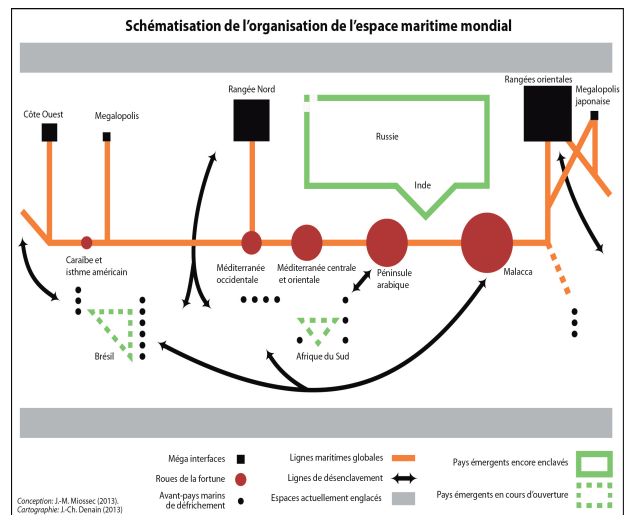 Schématisation de l'organisation de l'espace maritime mondial
Rangée Nord
Rangées orientales
Côte Ouest
Megalopolis
Megalopolis
japonaise
Russie
Inde
Caraïbe et
isthme américain
Méditerranée
occidentale
Méditerranée centrale
et orientale
Péninsule
arabique
Malacca
Brésil
Afrique du Sud
Méga interfaces
Roues de la fortune
Avant-pays marins
de défrichement
Lignes maritimes globales
Lignes de désenclavement
Espaces actuellement englacés
Pays émergents encore enclavés
Pays émergents en cours d'ouverture
Conception: J.-M. Miossec (2013).
Cartographie: J.-Ch. Denain (2013)